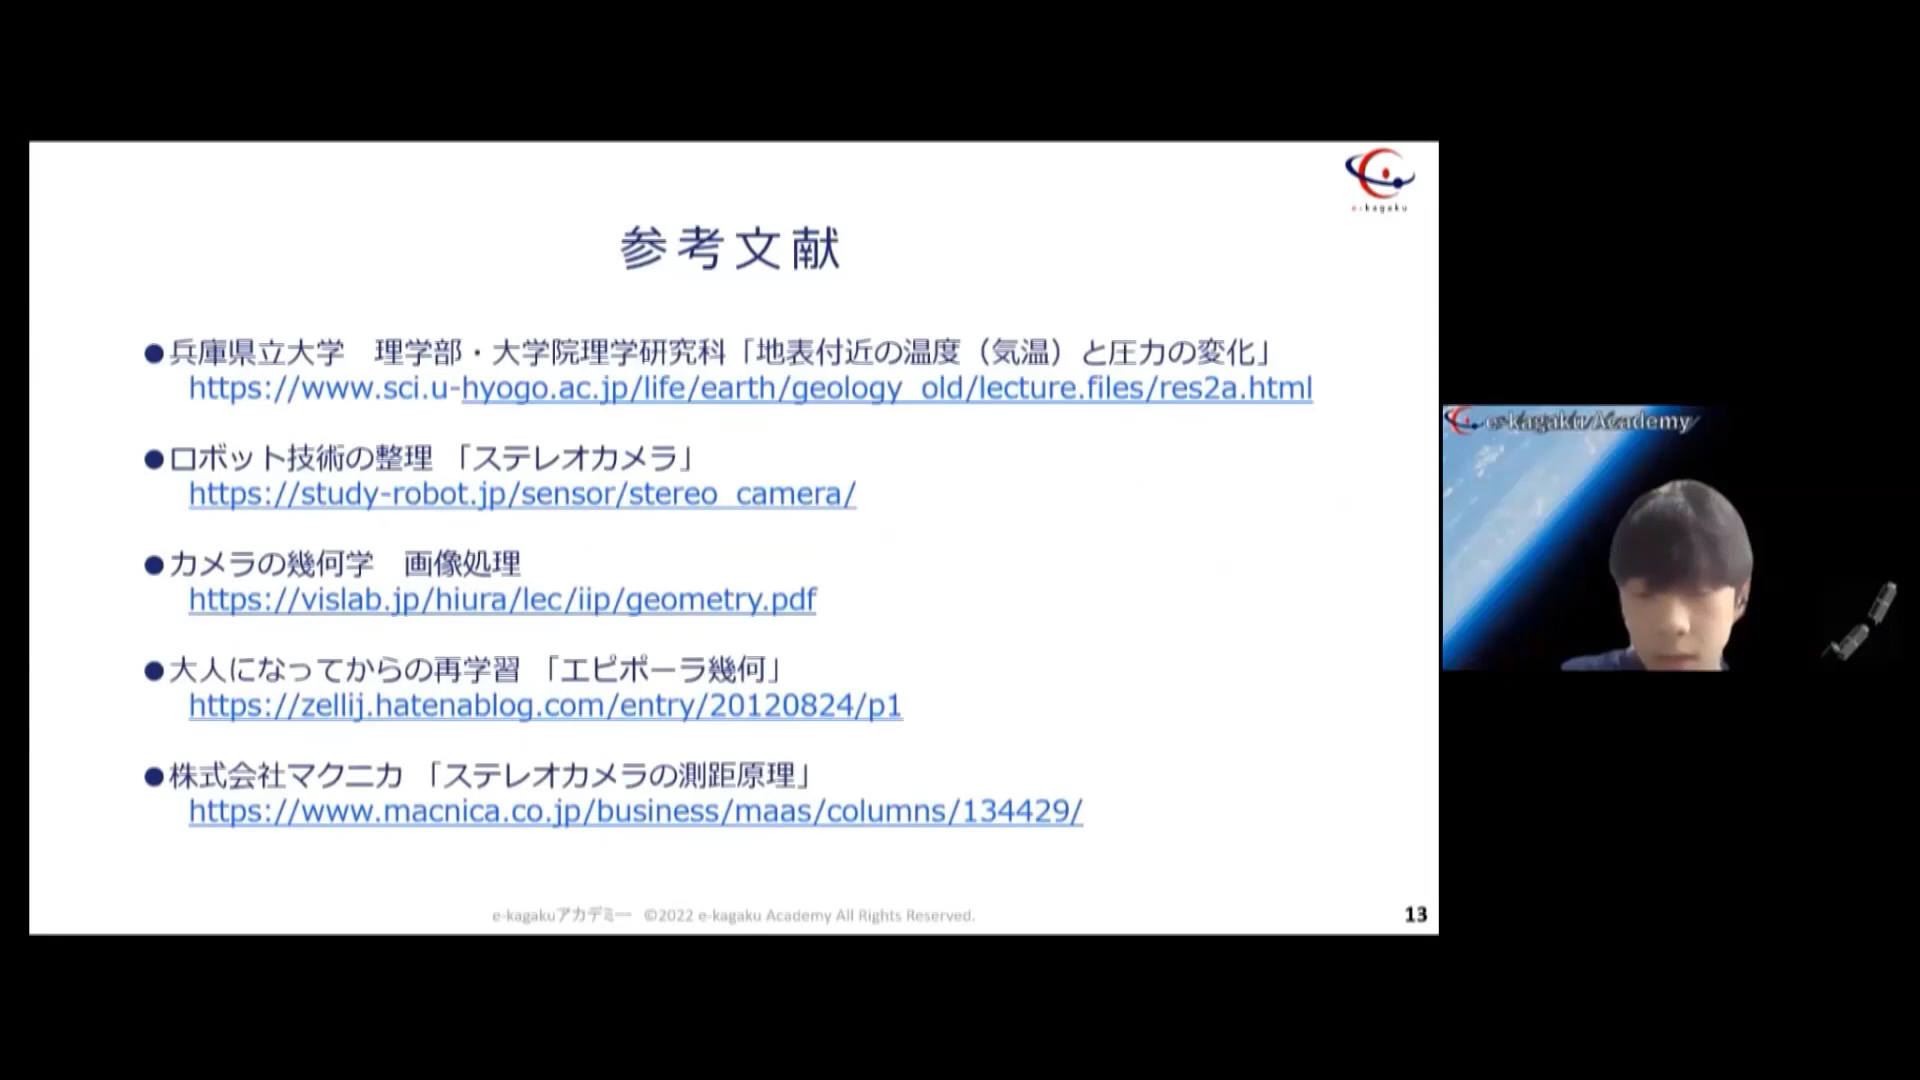 e-kagaku
参考文献
●兵庫県立大学 理学部・大学院理学研究科「地表付近の温度（気温）と圧力の変化」
https://www.sci.u-hyogo.ac.jp/life/earth/geology_old/lecture.files/res2a.html
●ロボット技術の整理 「ステレオカメラ」
https://study-robot.jp/sensor/stereo_camera/
●カメラの幾何学 画像処理
https://vislab.jp/hiura/lec/iip/geometry.pdf
●大人になってからの再学習 「エピポーラ幾何」
https://zellij.hatenablog.com/entry/20120824/p1
●株式会社マクニカ 「ステレオカメラの測距原理」
https://www.macnica.co.jp/business/maas/columns/134429/
e-kagakuアカデミー ©2022 e-kagaku Academy All Rights Reserved.
13
e-kagaku Academy